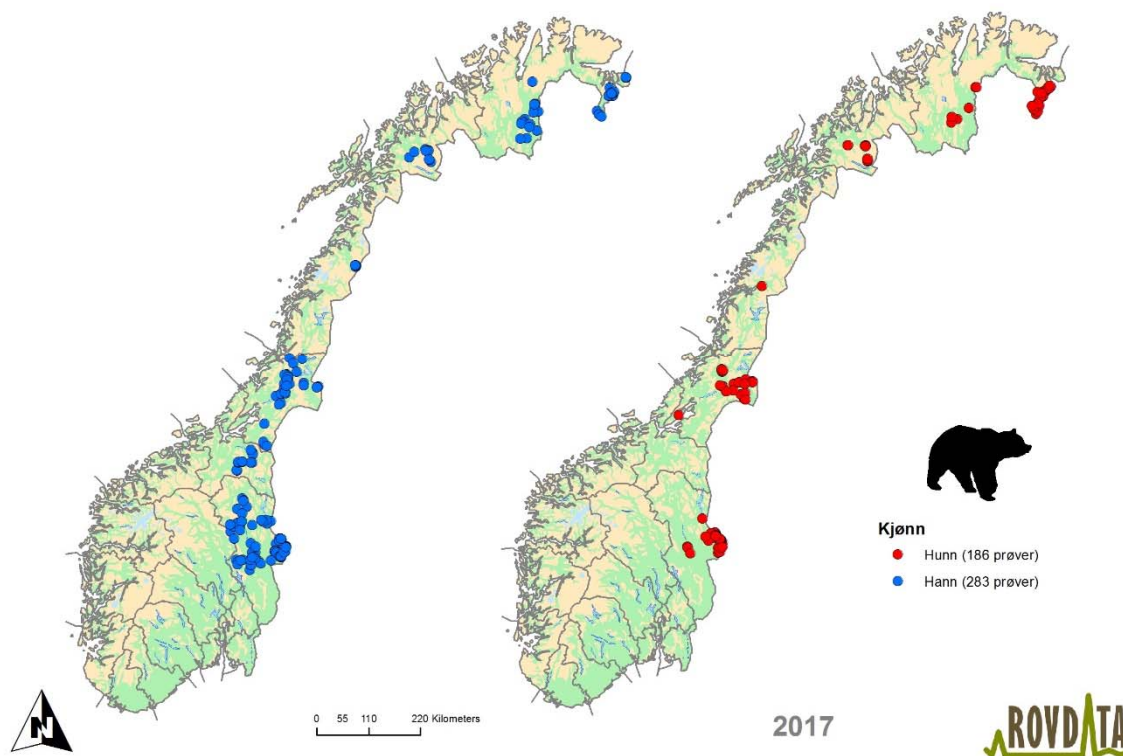 Kjønn
Hunn (186 prøver)
Hann (283 prøver)
N
0 55 110 220 Kilometers
2017
ROVDATA